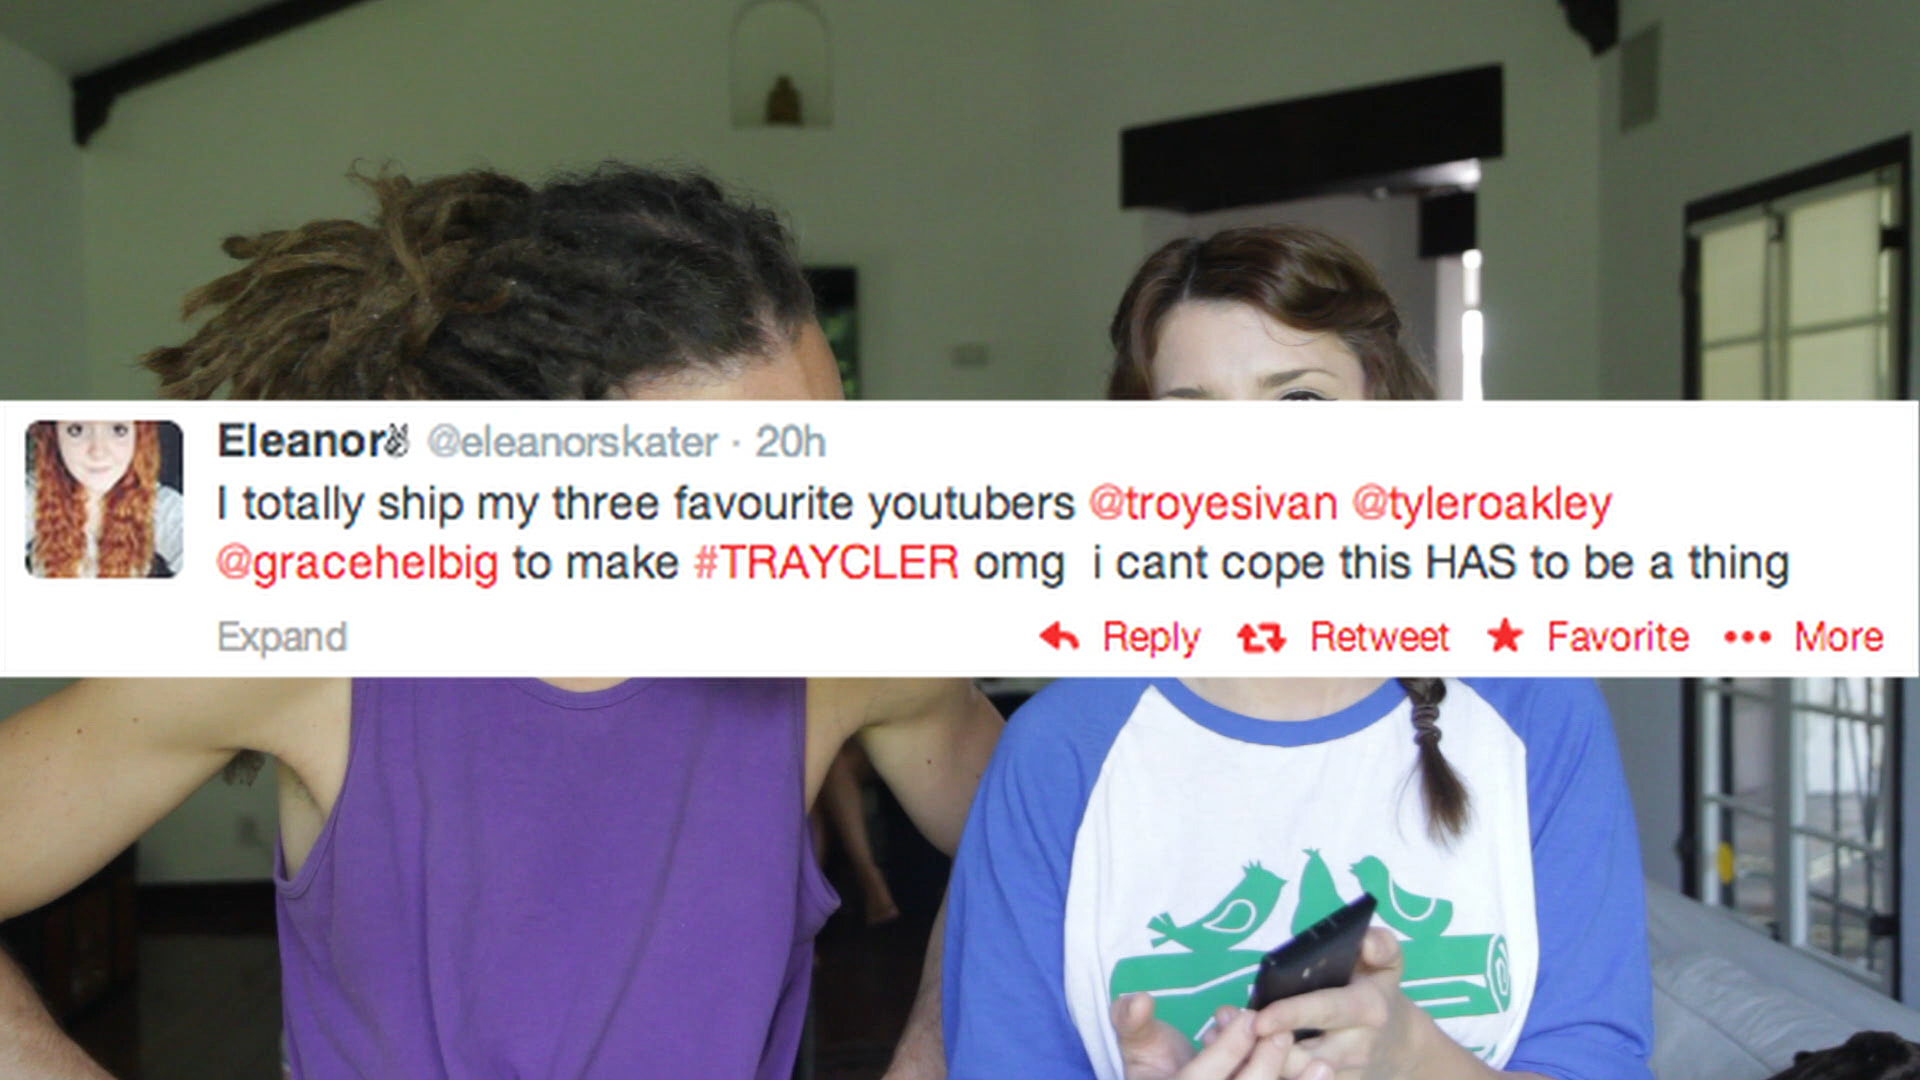 Eleanor✌ @eleanorskater · 20h
I totally ship my three favourite youtubers @troyesivan @tyleroakley
@gracehelbig to make #TRAYCLER omg i cant cope this HAS to be a thing
Expand Reply Retweet Favorite ••• More